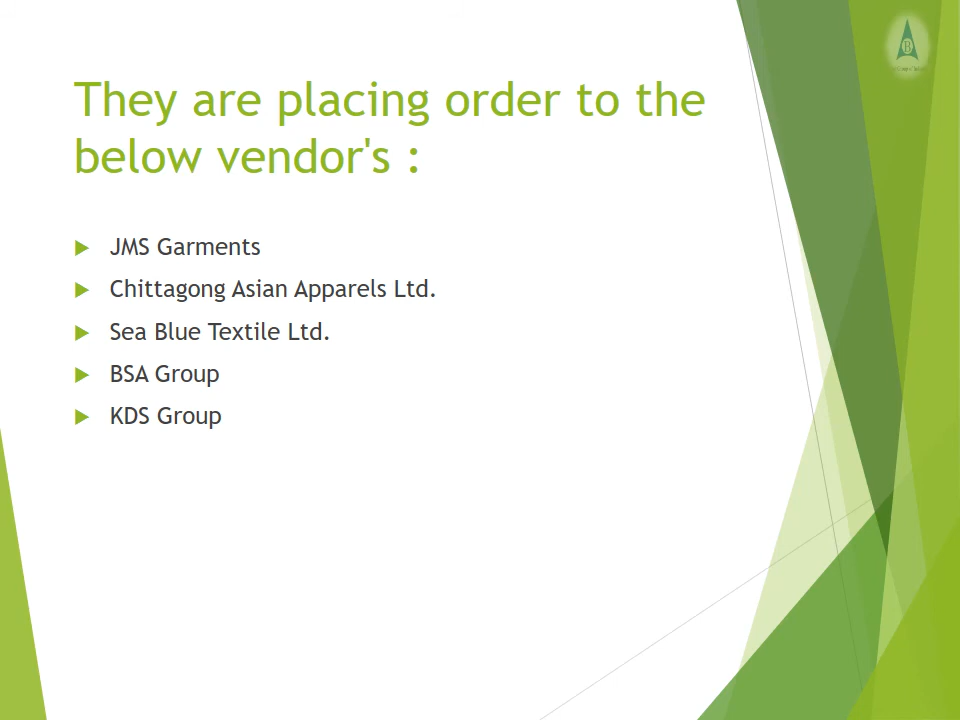 They are placing order to the
below vendor's :
JMS Garments
Chittagong Asian Apparels Ltd.
Sea Blue Textile Ltd.
BSA Group
KDS Group